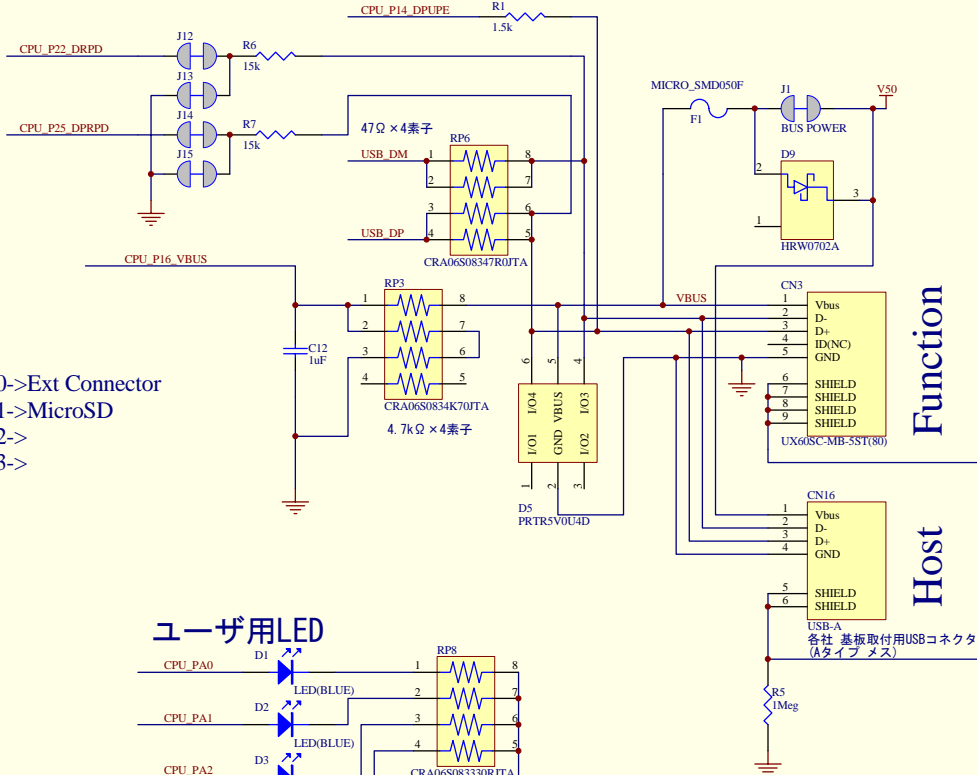 CPU_P14_DPUPE
R1
1.5k
CPU_P22_DRPD
J12
R6
15k
J13
J14
CPU_P25_DPRPD
R7
15k
J15
MICRO_SMD050F
F1
J1
BUS POWER
V50
D9
2
3
1
HRW0702A
47Ω×4素子
RP6
USB_DM
1
2
3
4
8
7
6
5
USB_DP
CRA06S08347R0JTA
CPU_P16_VBUS
RP3
1
2
3
4
8
7
6
5
CRA06S0834K70JTA
4.7kΩ×4素子
C12
1uF
VBUS
CN3
1 Vbus
2 D-
3 D+
4 ID(NC)
5 GND
6 SHIELD
7 SHIELD
8 SHIELD
9 SHIELD
UX60SC-MB-5ST(80)
Function
0->Ext Connector
1->MicroSD
2->
3->
6
5
4
I/O4
VBUS
I/O3
I/O1
GND
I/O2
1
2
3
D5
PRTR5V0U4D
CN16
1 Vbus
2 D-
3 D+
4 GND
5 SHIELD
6 SHIELD
USB-A
各社 基板取付用USBコネクタ
(Aタイプ メス)
Host
R5
1Meg
ユーザ用LED
CPU_PA0
D1
LED(BLUE)
CPU_PA1
D2
LED(BLUE)
CPU_PA2
D3
RP8
1
2
3
4
8
7
6
5
CRA06S083330RJTA